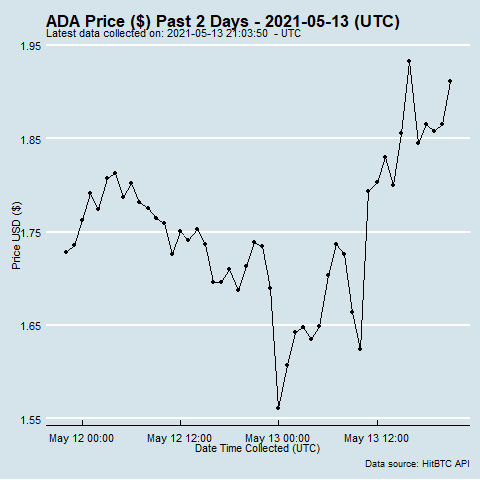 ADA Price ($) Past 2 Days - 2021-05-13 (UTC)
Latest data collected on: 2021-05-13 21:03:50 - UTC
1.95
1.85
1.75
1.65
1.55
Price USD ($)
May 12 00:00
May 12 12:00
May 13 00:00
May 13 12:00
Date Time Collected (UTC)
Data source: HitBTC API